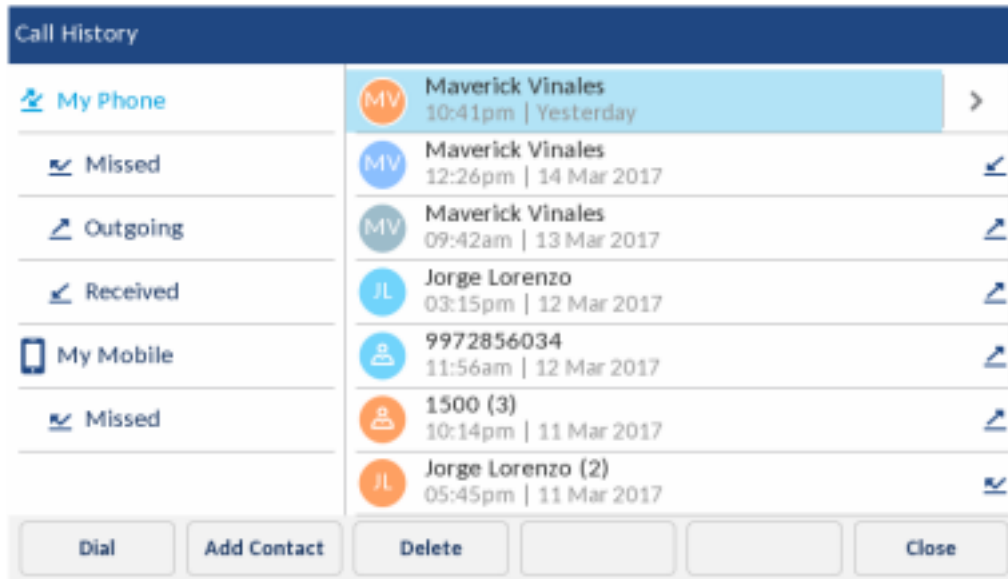 Call History
My Phone
Missed
Outgoing
Received
My Mobile
Missed
MV
Maverick Vinales
10:41pm | Yesterday
MV
Maverick Vinales
12:26pm | 14 Mar 2017
MV
Maverick Vinales
09:42am | 13 Mar 2017
JL
Jorge Lorenzo
03:15pm | 12 Mar 2017
9972856034
11:56am | 12 Mar 2017
1500 (3)
10:14pm | 11 Mar 2017
JL
Jorge Lorenzo (2)
05:45pm | 11 Mar 2017
Dial Add Contact Delete Close